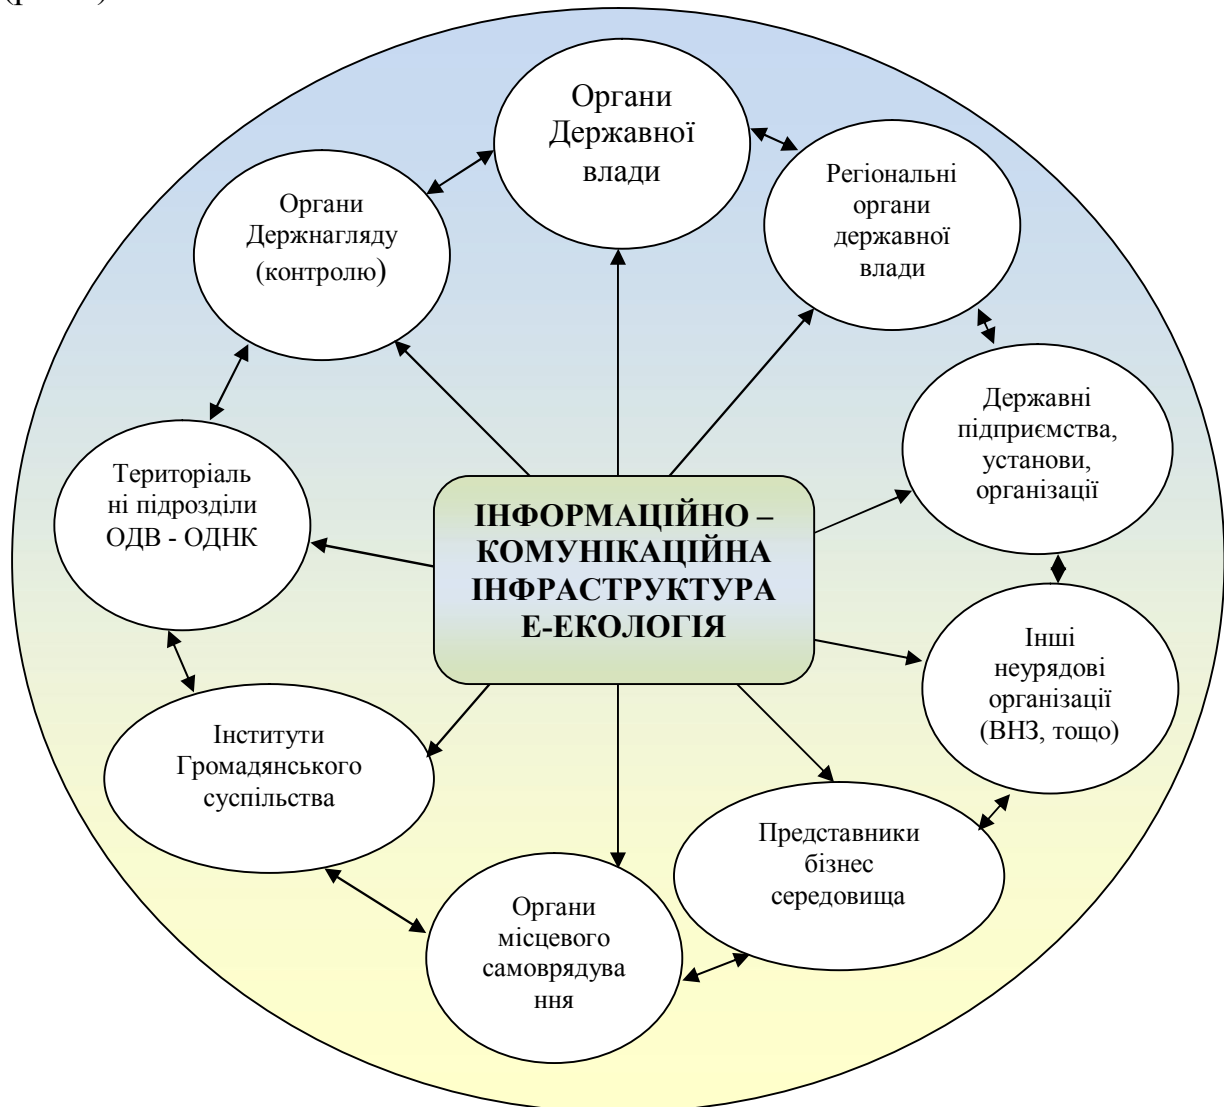 Органи
Державної
влади
Регіональні
органи
державної
влади
Органи
Держнагляду
(контролю)
Державні
підприємства,
установи,
організації
Територіаль
ні підрозділи
ОДВ - ОДНК
ІНФОРМАЦІЙНО –
КОМУНІКАЦІЙНА
ІНФРАСТРУКТУРА
Е-ЕКОЛОГІЯ
Інші
неурядові
організації
(ВНЗ, тощо)
Інститути
Громадянського
суспільства
Представники
бізнес
середовища
Органи
місцевого
самоврядува
ння